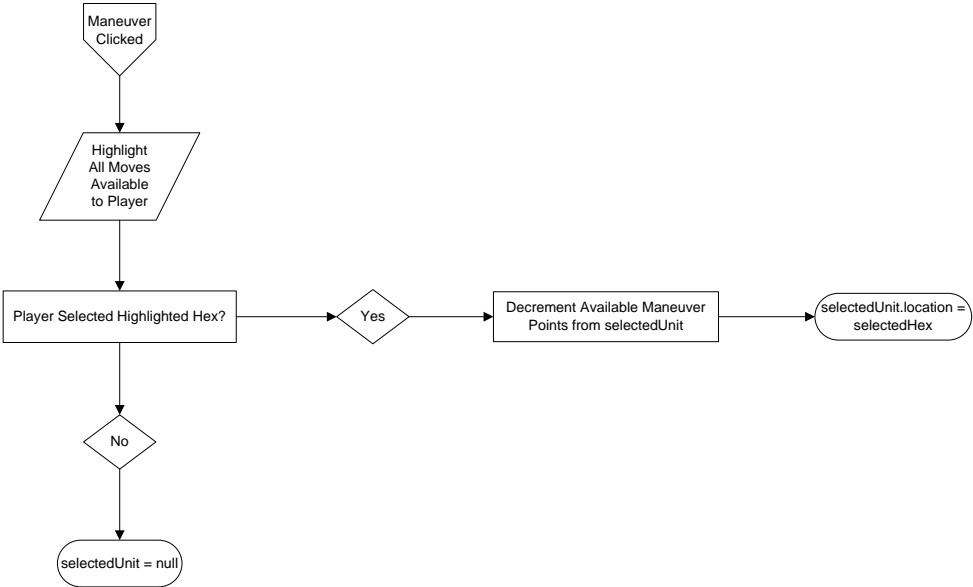 Maneuver
Clicked
Highlight
All Moves
Available
to Player
Player Selected Highlighted Hex?
Yes
Decrement Available Maneuver
Points from selectedUnit
selectedUnit.location =
selectedHex
No
selectedUnit = null